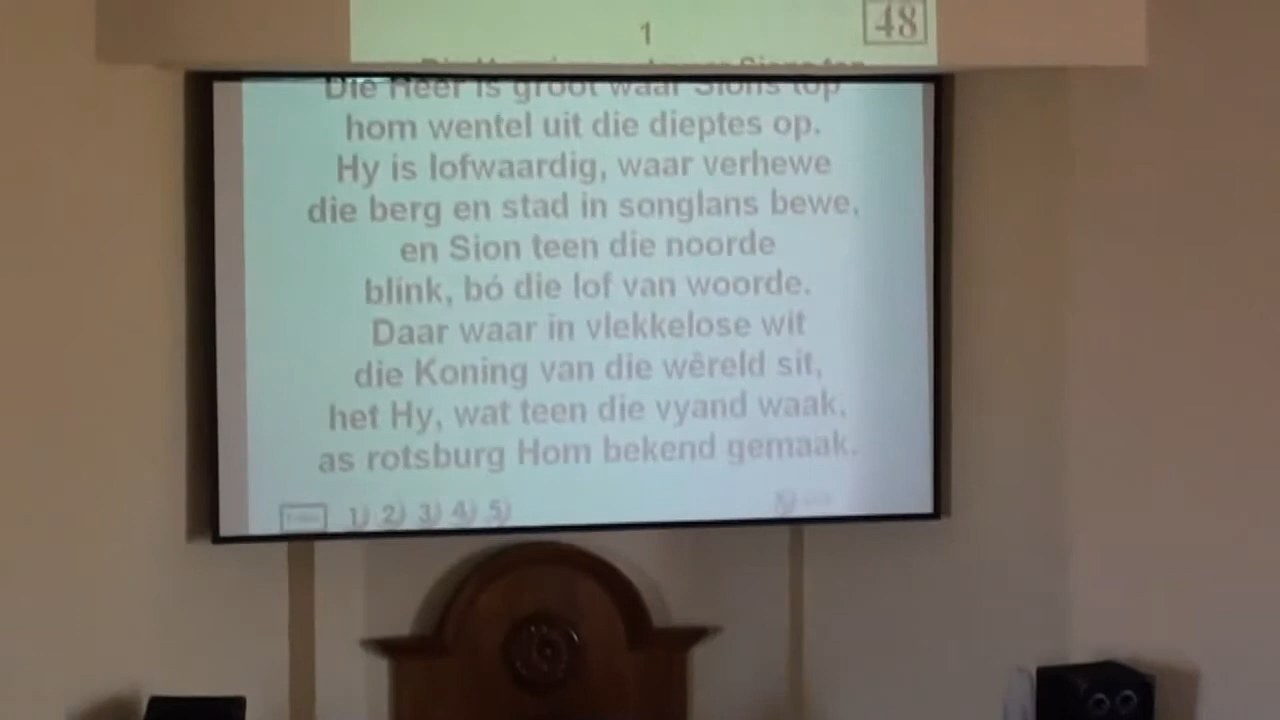 48
1
Die Heer is groot waar Sions top
hom wentel uit die dieptes op.
Hy is lofwaardig, waar verhewe
die berg en stad in songlans bewe,
en Sion teen die noorde
blink, bó die lof van woorde.
Daar waar in vlekkelose wit
die Koning van die wêreld sit,
het Hy, wat teen die vyand waak,
as rotsburg Hom bekend gemaak.
1) 2) 3) 4) 5)